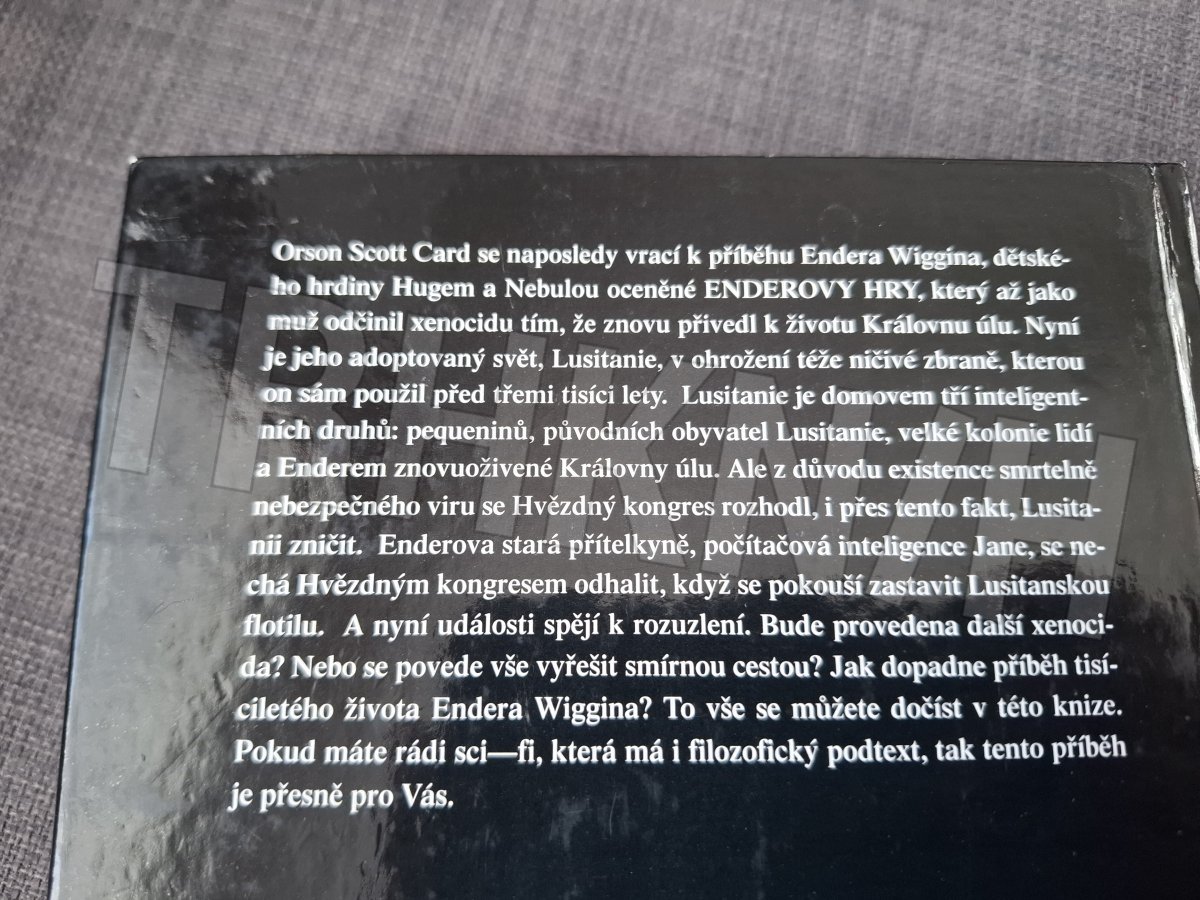 Orson Scott Card se naposledy vrací k příběhu Endera Wiggina, dětské-
ho hrdiny Hugem a Nebulou oceněné ENDEROVY HRY, který až jako
muž odčinil xenocidu tím, že znovu přivedl k životu Královnu úlu. Nyní
je jeho adoptovaný svět, Lusitanie, v ohrožení téže ničivé zbraně, kterou
on sám použil před třemi tisíci lety. Lusitanie je domovem tří inteligent-
ních druhů: pequeninů, původních obyvatel Lusitanie, velké kolonie lidí
a Enderem znovuoživené Královny úlu. Ale z důvodu existence smrtelně
nebezpečného viru se Hvězdný kongres rozhodl, i přes tento fakt, Lusita-
nii zničit. Enderova stará přítelkyně, počítačová inteligence Jane, se ne-
chá Hvězdným kongresem odhalit, když se pokouší zastavit Lusitanskou
flotilu. A nyní události spějí k rozuzlení. Bude provedena další xenoci-
da? Nebo se povede vše vyřešit smírnou cestou? Jak dopadne příběh tisí-
ciletého života Endera Wiggina? To vše se můžete dočíst v této knize.
Pokud máte rádi sci—fi, která má i filozofický podtext, tak tento příběh
je přesně pro Vás.